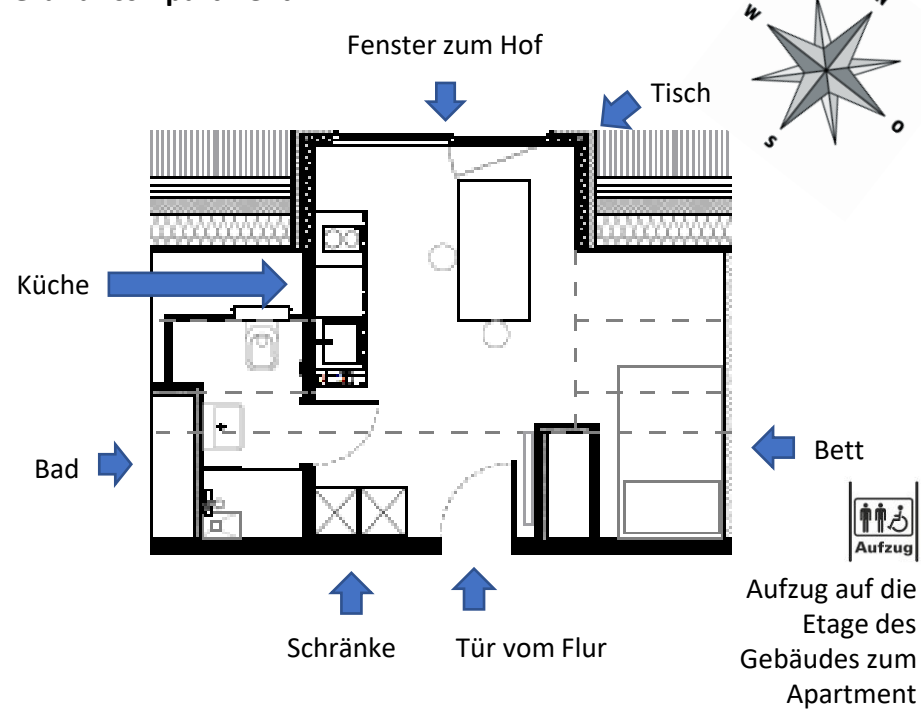 Fenster zum Hof
Tisch
W
S
O
Küche
Bad
Bett
Aufzug
Schränke
Tür vom Flur
Aufzug auf die
Etage des
Gebäudes zum
Apartment